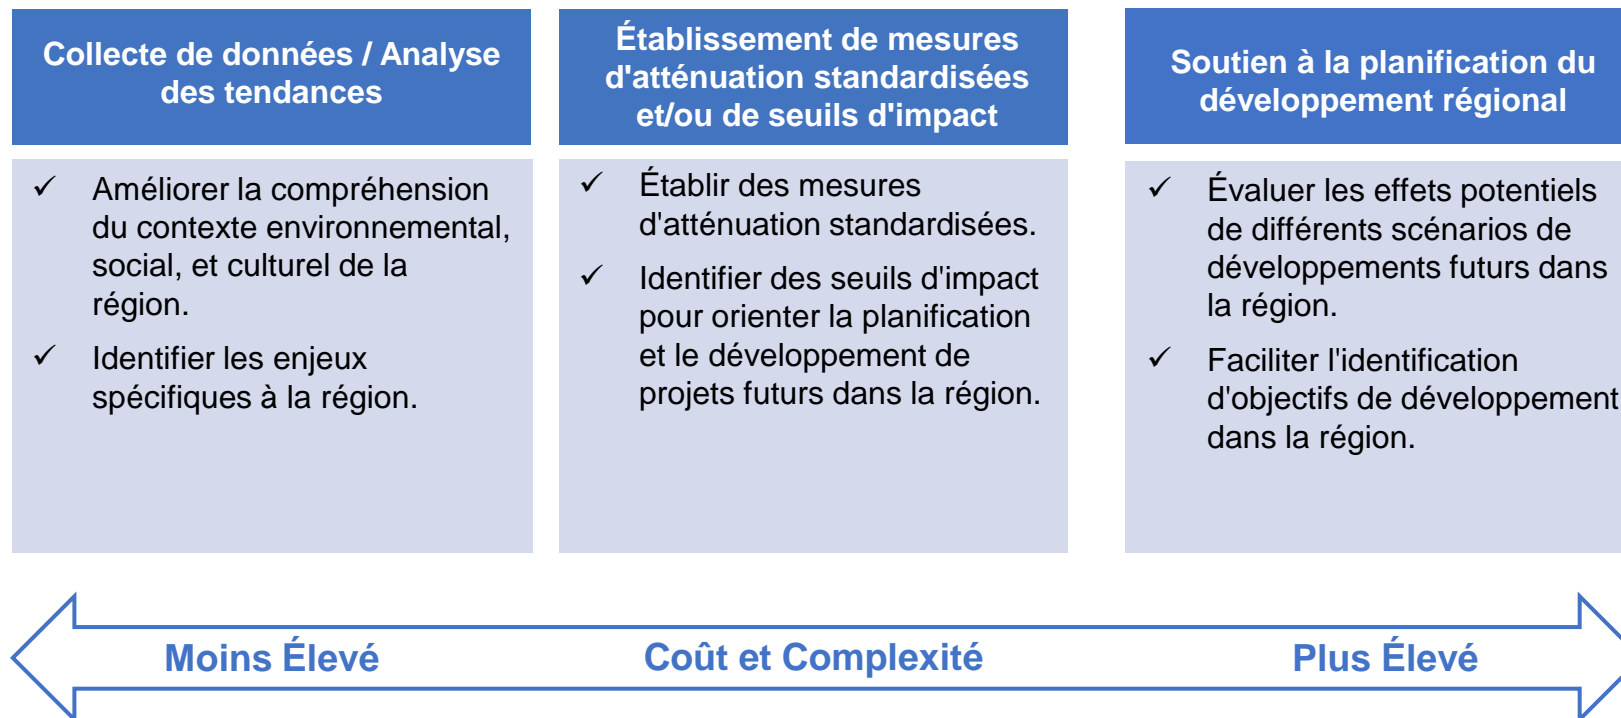 Collecte de données / Analyse
des tendances
✓ Améliorer la compréhension
du contexte environnemental,
social, et culturel de la
région.
✓ Identifier les enjeux
spécifiques à la région.
Établissement de mesures
d'atténuation standardisées
et/ou de seuils d'impact
✓ Établir des mesures
d'atténuation standardisées.
✓ Identifier des seuils d'impact
pour orienter la planification
et le développement de
projets futurs dans la région.
Soutien à la planification du
développement régional
✓ Évaluer les effets potentiels
de différents scénarios de
développements futurs dans
la région.
✓ Faciliter l'identification
d'objectifs de développement
dans la région.
Moins Élevé
Coût et Complexité
Plus Élevé